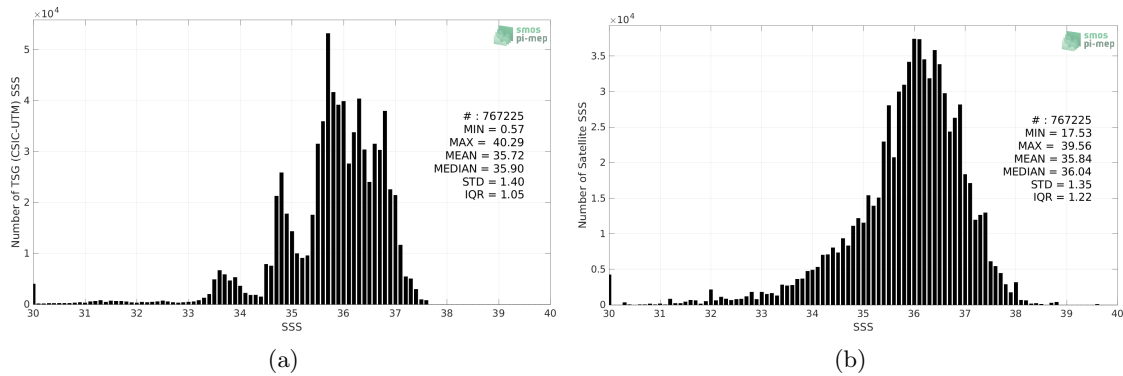 ×10⁴
5
4
3
2
1
0
Number of TSG (CSIC-UTM) SSS
smos
pi-mep
# : 767225
MIN = 0.57
MAX = 40.29
MEAN = 35.72
MEDIAN = 35.90
STD = 1.40
IQR = 1.05
30 31 32 33 34 35 36 37 38 39 40
SSS
(a)
×10⁴
3.5
3
2.5
2
1.5
1
0.5
0
Number of Satellite SSS
smos
pi-mep
# : 767225
MIN = 17.53
MAX = 39.56
MEAN = 35.84
MEDIAN = 36.04
STD = 1.35
IQR = 1.22
30 31 32 33 34 35 36 37 38 39 40
SSS
(b)